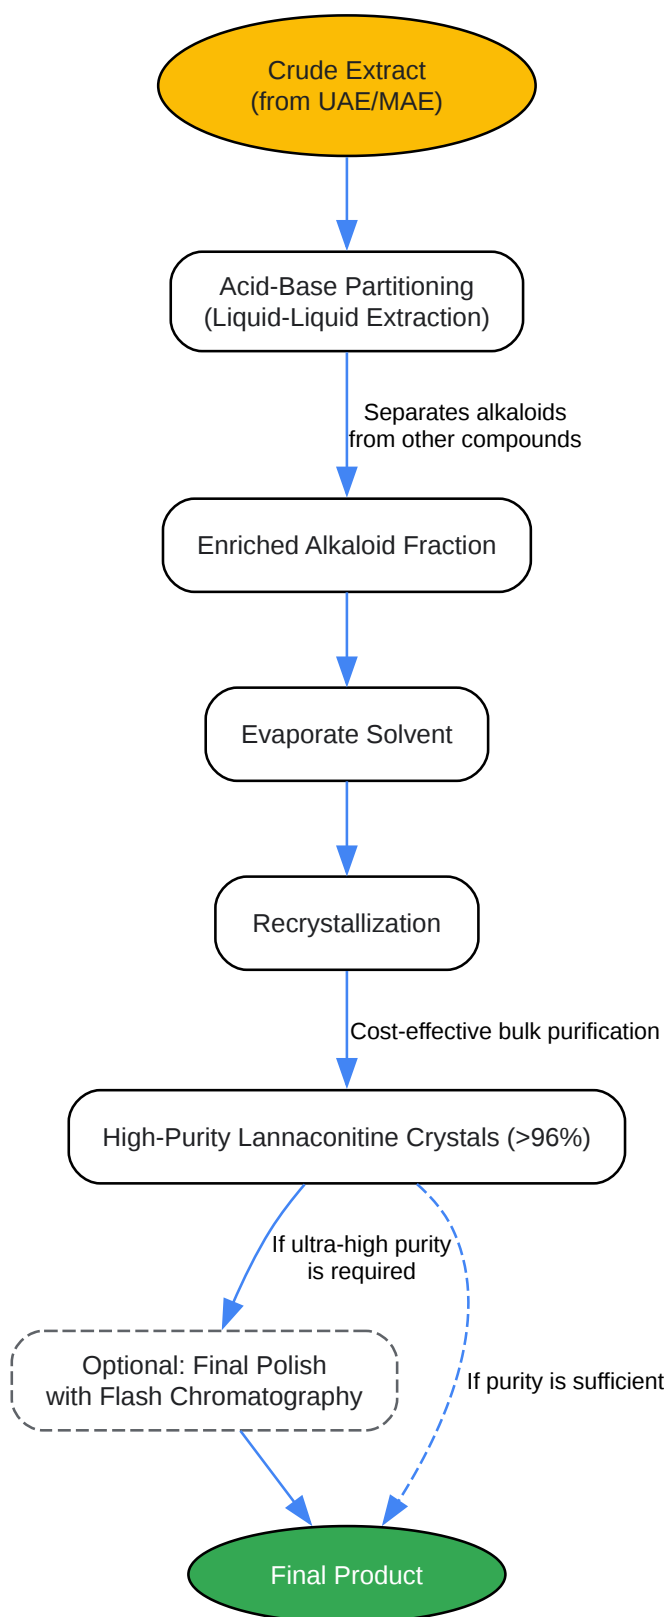 Crude Extract
(from UAE/MAE)
Acid-Base Partitioning
(Liquid-Liquid Extraction)
Separates alkaloids
from other compounds
Enriched Alkaloid Fraction
Evaporate Solvent
Recrystallization
Cost-effective bulk purification
High-Purity Lannaconitine Crystals (>96%)
If ultra-high purity
is required
Optional: Final Polish
with Flash Chromatography
If purity is sufficient
Final Product